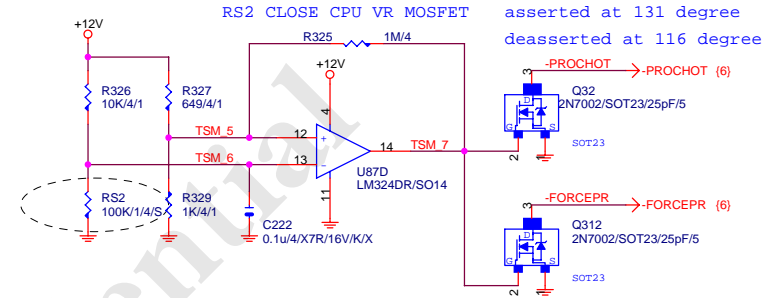 RS2 CLOSE CPU VR MOSFET
asserted at 131 degree
deasserted at 116 degree
+12V
R325
1M/4
+12V
-PROCHOT
-PROCHOT {6}
R326
10K/4/1
R327
649/4/1
3
Q32
2N7002/SOT23/25pF/5
D
G
S
SOT23
2
1
4
TSM_5
12
+
TSM_6
13
-
14
TSM_7
U87D
LM324DR/SO14
11
RS2
100K/1/4/S
R329
1K/4/1
C222
0.1u/4/X7R/16V/K/X
-FORCEPR
-FORCEPR {6}
3
Q312
2N7002/SOT23/25pF/5
D
G
S
SOT23
2
1
ential